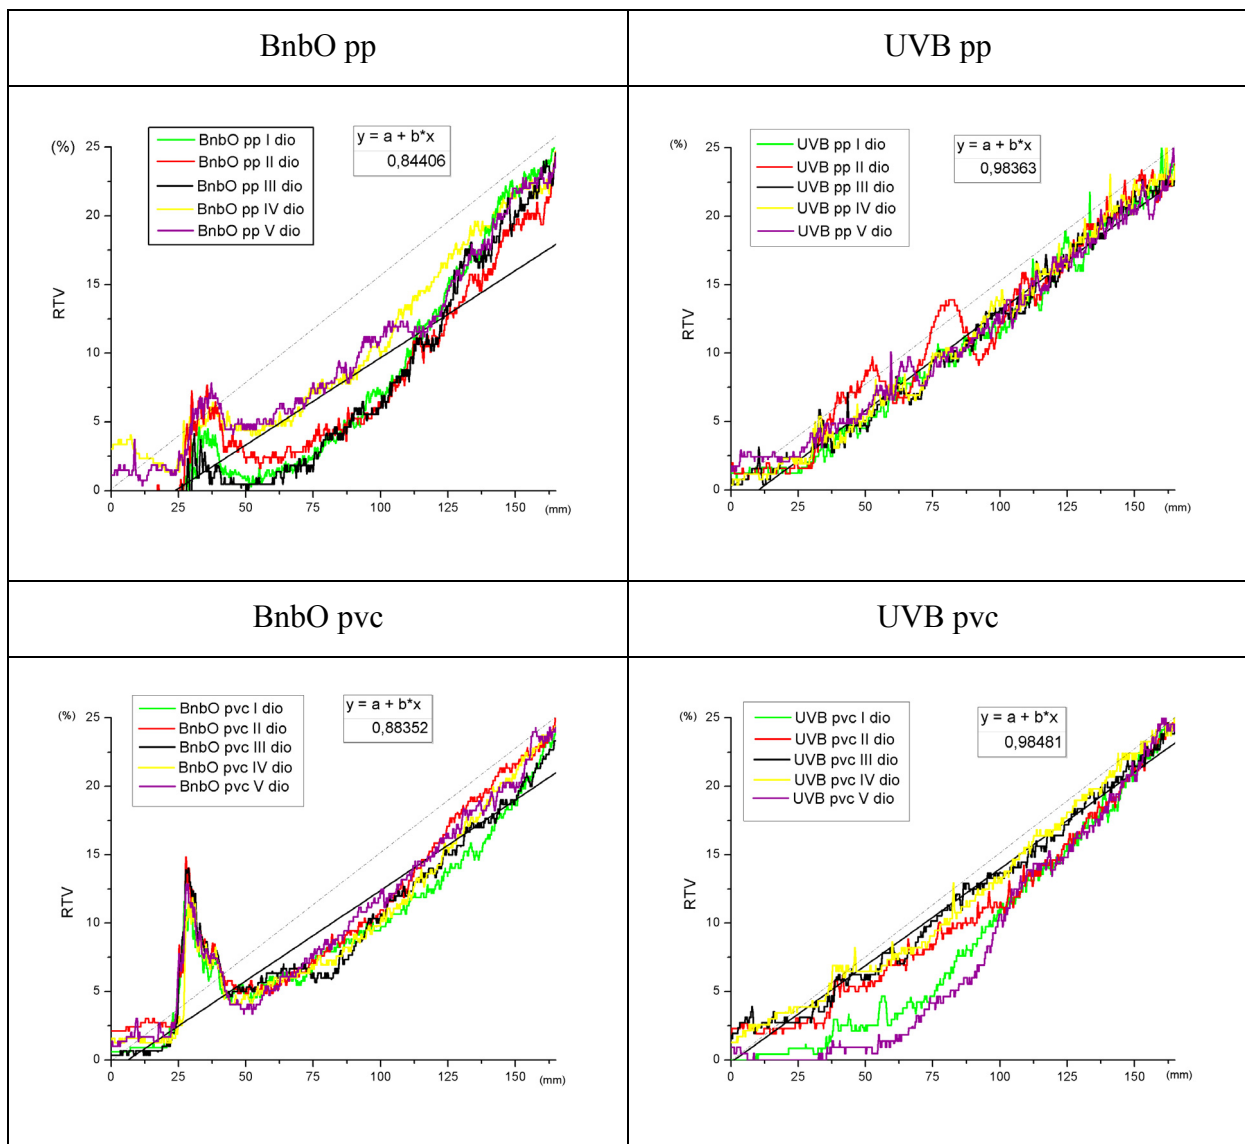 BnbO pp
UVB pp
BnbO pp I dio
BnbO pp II dio
BnbO pp III dio
BnbO pp IV dio
BnbO pp V dio
y = a + b*x
0,84406
(%)
25
20
15
10
5
0
RTV
0 25 50 75 100 125 150 (mm)
UVB pp I dio
UVB pp II dio
UVB pp III dio
UVB pp IV dio
UVB pp V dio
y = a + b*x
0,98363
(%)
25
20
15
10
5
0
RTV
0 25 50 75 100 125 150 (mm)
BnbO pvc
UVB pvc
BnbO pvc I dio
BnbO pvc II dio
BnbO pvc III dio
BnbO pvc IV dio
BnbO pvc V dio
y = a + b*x
0,88352
(%)
25
20
15
10
5
0
RTV
0 25 50 75 100 125 150 (mm)
UVB pvc I dio
UVB pvc II dio
UVB pvc III dio
UVB pvc IV dio
UVB pvc V dio
y = a + b*x
0,98481
(%)
25
20
15
10
5
0
RTV
0 25 50 75 100 125 150 (mm)